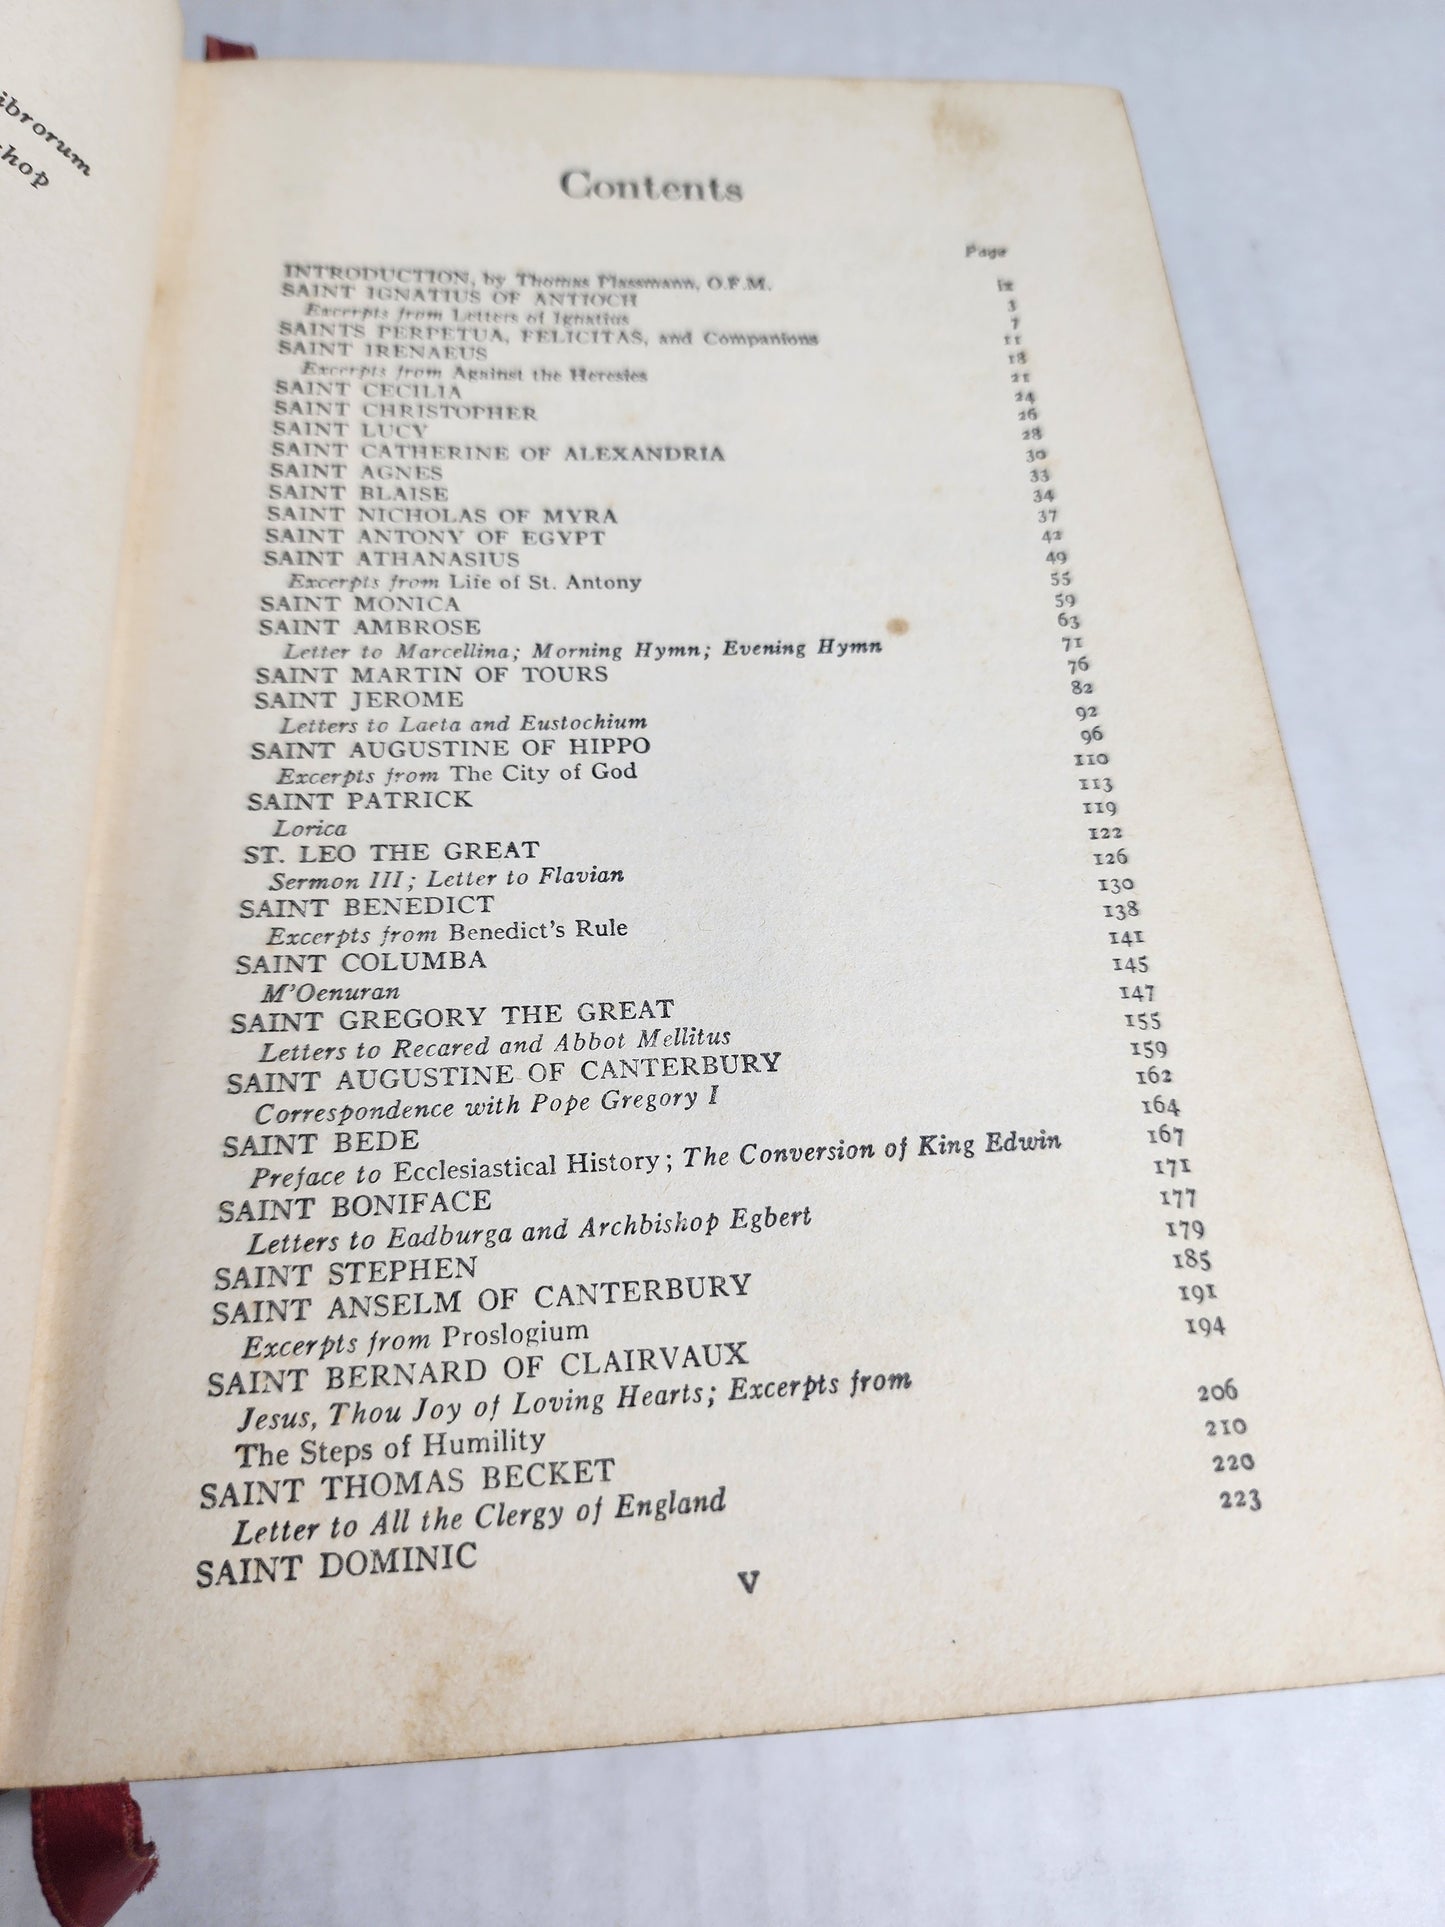 ibrorum
hop
Contents
Page
INTRODUCTION, by Thomas Plassmann, O.F.M. ix
SAINT IGNATIUS OF ANTIOCH 3
Excerpts from Letters of Ignatius 7
SAINTS PERPETUA, FELICITAS, and Companions 11
SAINT IRENAEUS 18
Excerpts from Against the Heresies 21
SAINT CECILIA 24
SAINT CHRISTOPHER 26
SAINT LUCY 28
SAINT CATHERINE OF ALEXANDRIA 30
SAINT AGNES 33
SAINT BLAISE 34
SAINT NICHOLAS OF MYRA 37
SAINT ANTONY OF EGYPT 42
SAINT ATHANASIUS 49
Excerpts from Life of St. Antony 55
SAINT MONICA 59
SAINT AMBROSE 63
Letter to Marcellina; Morning Hymn; Evening Hymn 71
SAINT MARTIN OF TOURS 76
SAINT JEROME 82
Letters to Laeta and Eustochium 92
SAINT AUGUSTINE OF HIPPO 96
Excerpts from The City of God 110
SAINT PATRICK 113
Lorica 119
ST. LEO THE GREAT 122
Sermon III; Letter to Flavian 126
SAINT BENEDICT 130
Excerpts from Benedict's Rule 138
SAINT COLUMBA 141
M'Oenuran 145
SAINT GREGORY THE GREAT 147
Letters to Recared and Abbot Mellitus 155
SAINT AUGUSTINE OF CANTERBURY 159
Correspondence with Pope Gregory I 162
SAINT BEDE 164
Preface to Ecclesiastical History; The Conversion of King Edwin 167
SAINT BONIFACE 171
Letters to Eadburga and Archbishop Egbert 177
SAINT STEPHEN 179
SAINT ANSELM OF CANTERBURY 185
Excerpts from Proslogium 191
SAINT BERNARD OF CLAIRVAUX 194
Jesus, Thou Joy of Loving Hearts; Excerpts from
The Steps of Humility 206
SAINT THOMAS BECKET 210
Letter to All the Clergy of England 220
SAINT DOMINIC 223
V